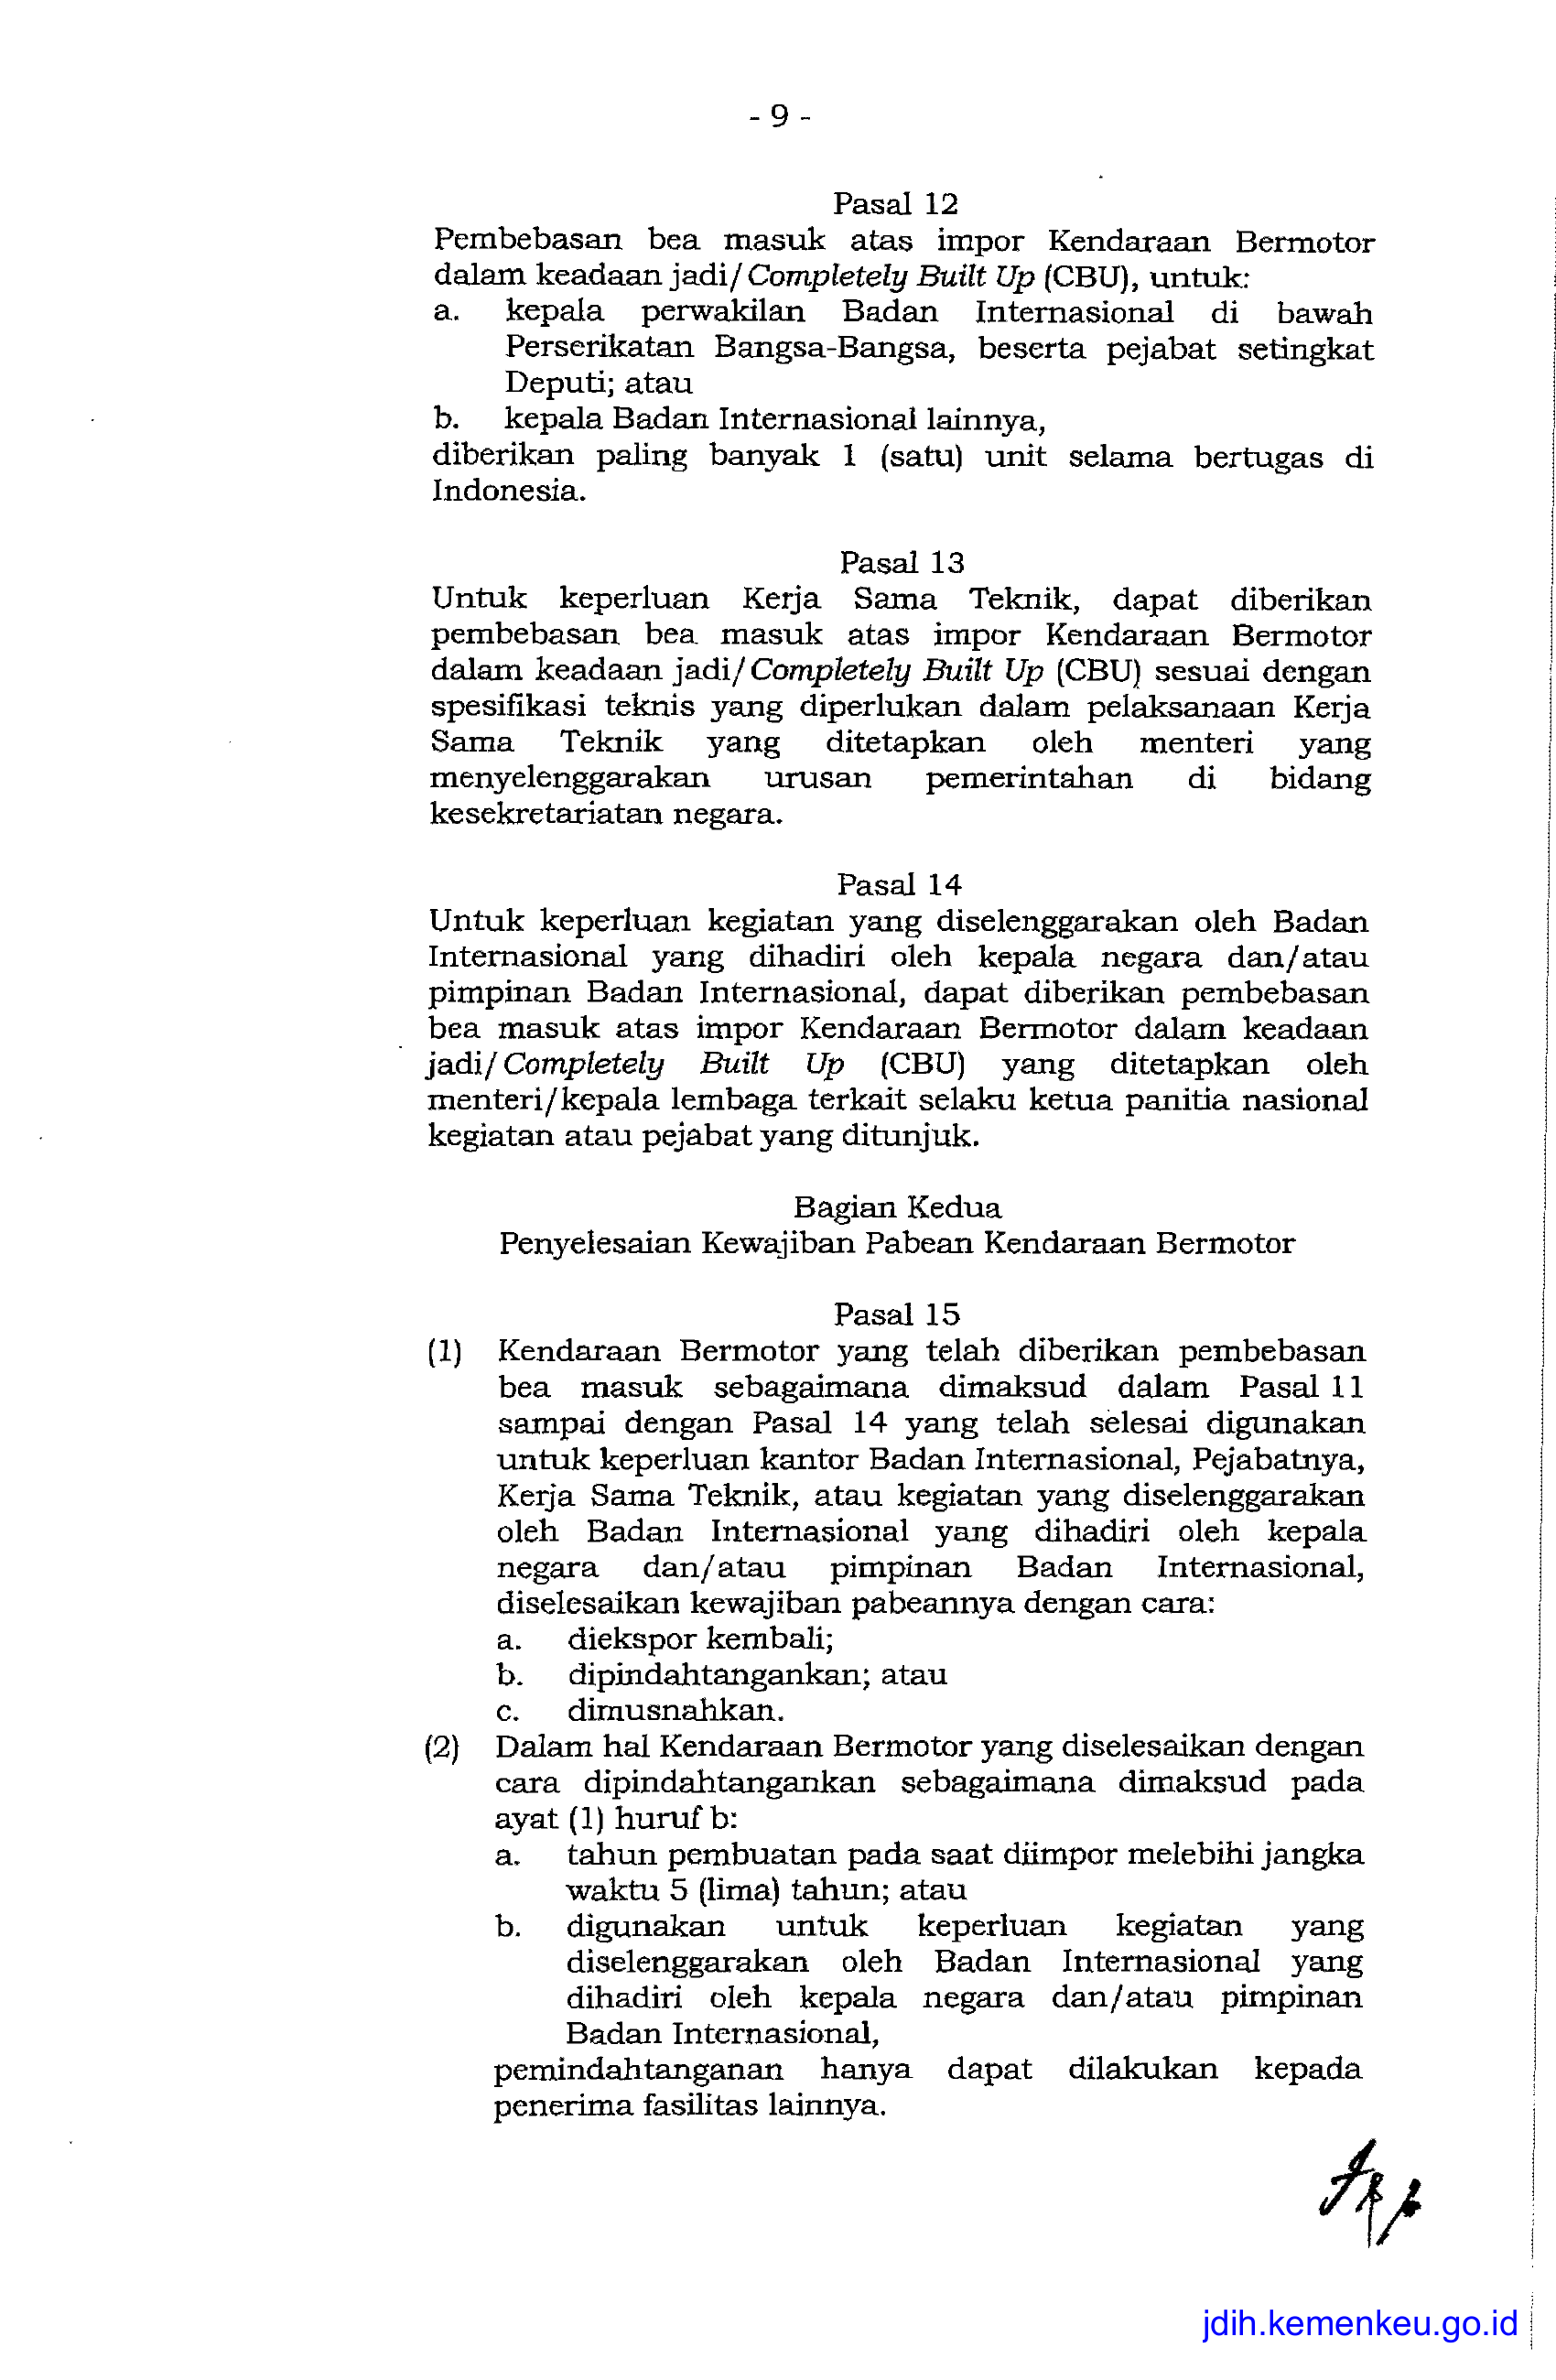 - 9 -
Pasal 12
Pembebasan bea masuk atas impor Kendaraan Bermotor
dalam keadaan jadi/Completely Built Up (CBU), untuk:
a. kepala perwakilan Badan Internasional di bawah
Perserikatan Bangsa-Bangsa, beserta pejabat setingkat
Deputi; atau
b. kepala Badan Internasional lainnya,
diberikan paling banyak 1 (satu) unit selama bertugas di
Indonesia.
Pasal 13
Untuk keperluan Kerja Sama Teknik, dapat diberikan
pembebasan bea masuk atas impor Kendaraan Bermotor
dalam keadaan jadi/Completely Built Up (CBU) sesuai dengan
spesifikasi teknis yang diperlukan dalam pelaksanaan Kerja
Sama Teknik yang ditetapkan oleh menteri yang
menyelenggarakan urusan pemerintahan di bidang
kesekretariatan negara.
Pasal 14
Untuk keperluan kegiatan yang diselenggarakan oleh Badan
Internasional yang dihadiri oleh kepala negara dan/atau
pimpinan Badan Internasional, dapat diberikan pembebasan
bea masuk atas impor Kendaraan Bermotor dalam keadaan
jadi/Completely Built Up (CBU) yang ditetapkan oleh
menteri/kepala lembaga terkait selaku ketua panitia nasional
kegiatan atau pejabat yang ditunjuk.
Bagian Kedua
Penyelesaian Kewajiban Pabean Kendaraan Bermotor
Pasal 15
(1) Kendaraan Bermotor yang telah diberikan pembebasan
bea masuk sebagaimana dimaksud dalam Pasal 11
sampai dengan Pasal 14 yang telah selesai digunakan
untuk keperluan kantor Badan Internasional, Pejabatnya,
Kerja Sama Teknik, atau kegiatan yang diselenggarakan
oleh Badan Internasional yang dihadiri oleh kepala
negara dan/atau pimpinan Badan Internasional,
diselesaikan kewajiban pabeannya dengan cara:
a. diekspor kembali;
b. dipindahtangankan; atau
c. dimusnahkan.
(2) Dalam hal Kendaraan Bermotor yang diselesaikan dengan
cara dipindahtangankan sebagaimana dimaksud pada
ayat (1) huruf b:
a. tahun pembuatan pada saat diimpor melebihi jangka
waktu 5 (lima) tahun; atau
b. digunakan untuk keperluan kegiatan yang
diselenggarakan oleh Badan Internasional yang
dihadiri oleh kepala negara dan/atau pimpinan
Badan Internasional,
pemindahtanganan hanya dapat dilakukan kepada
penerima fasilitas lainnya.
jdih.kemenkeu.go.id